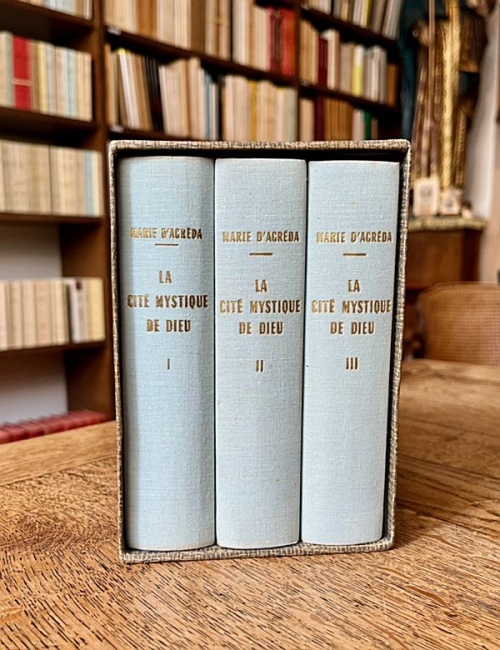 MARIE D'AGRÉDA
LA
CITÉ MYSTIQUE
DE DIEU
I
MARIE D'AGRÉDA
LA
CITÉ MYSTIQUE
DE DIEU
II
MARIE D'AGRÉDA
LA
CITÉ MYSTIQUE
DE DIEU
III